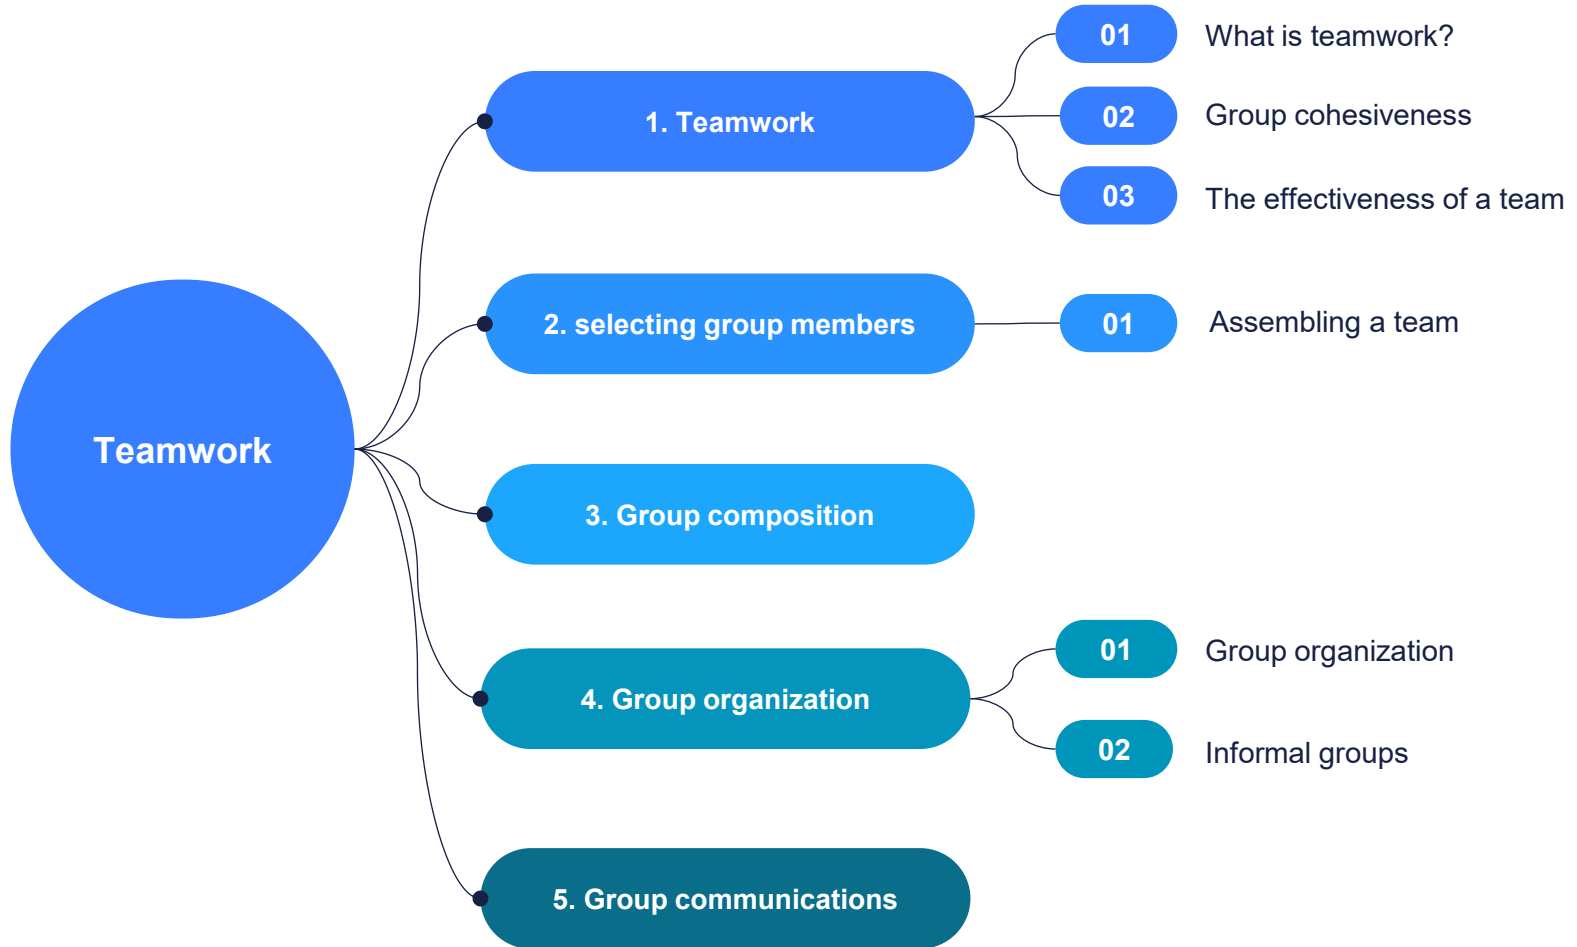 Teamwork
1. Teamwork
01
What is teamwork?
02
Group cohesiveness
03
The effectiveness of a team
2. selecting group members
01
Assembling a team
3. Group composition
4. Group organization
01
Group organization
02
Informal groups
5. Group communications